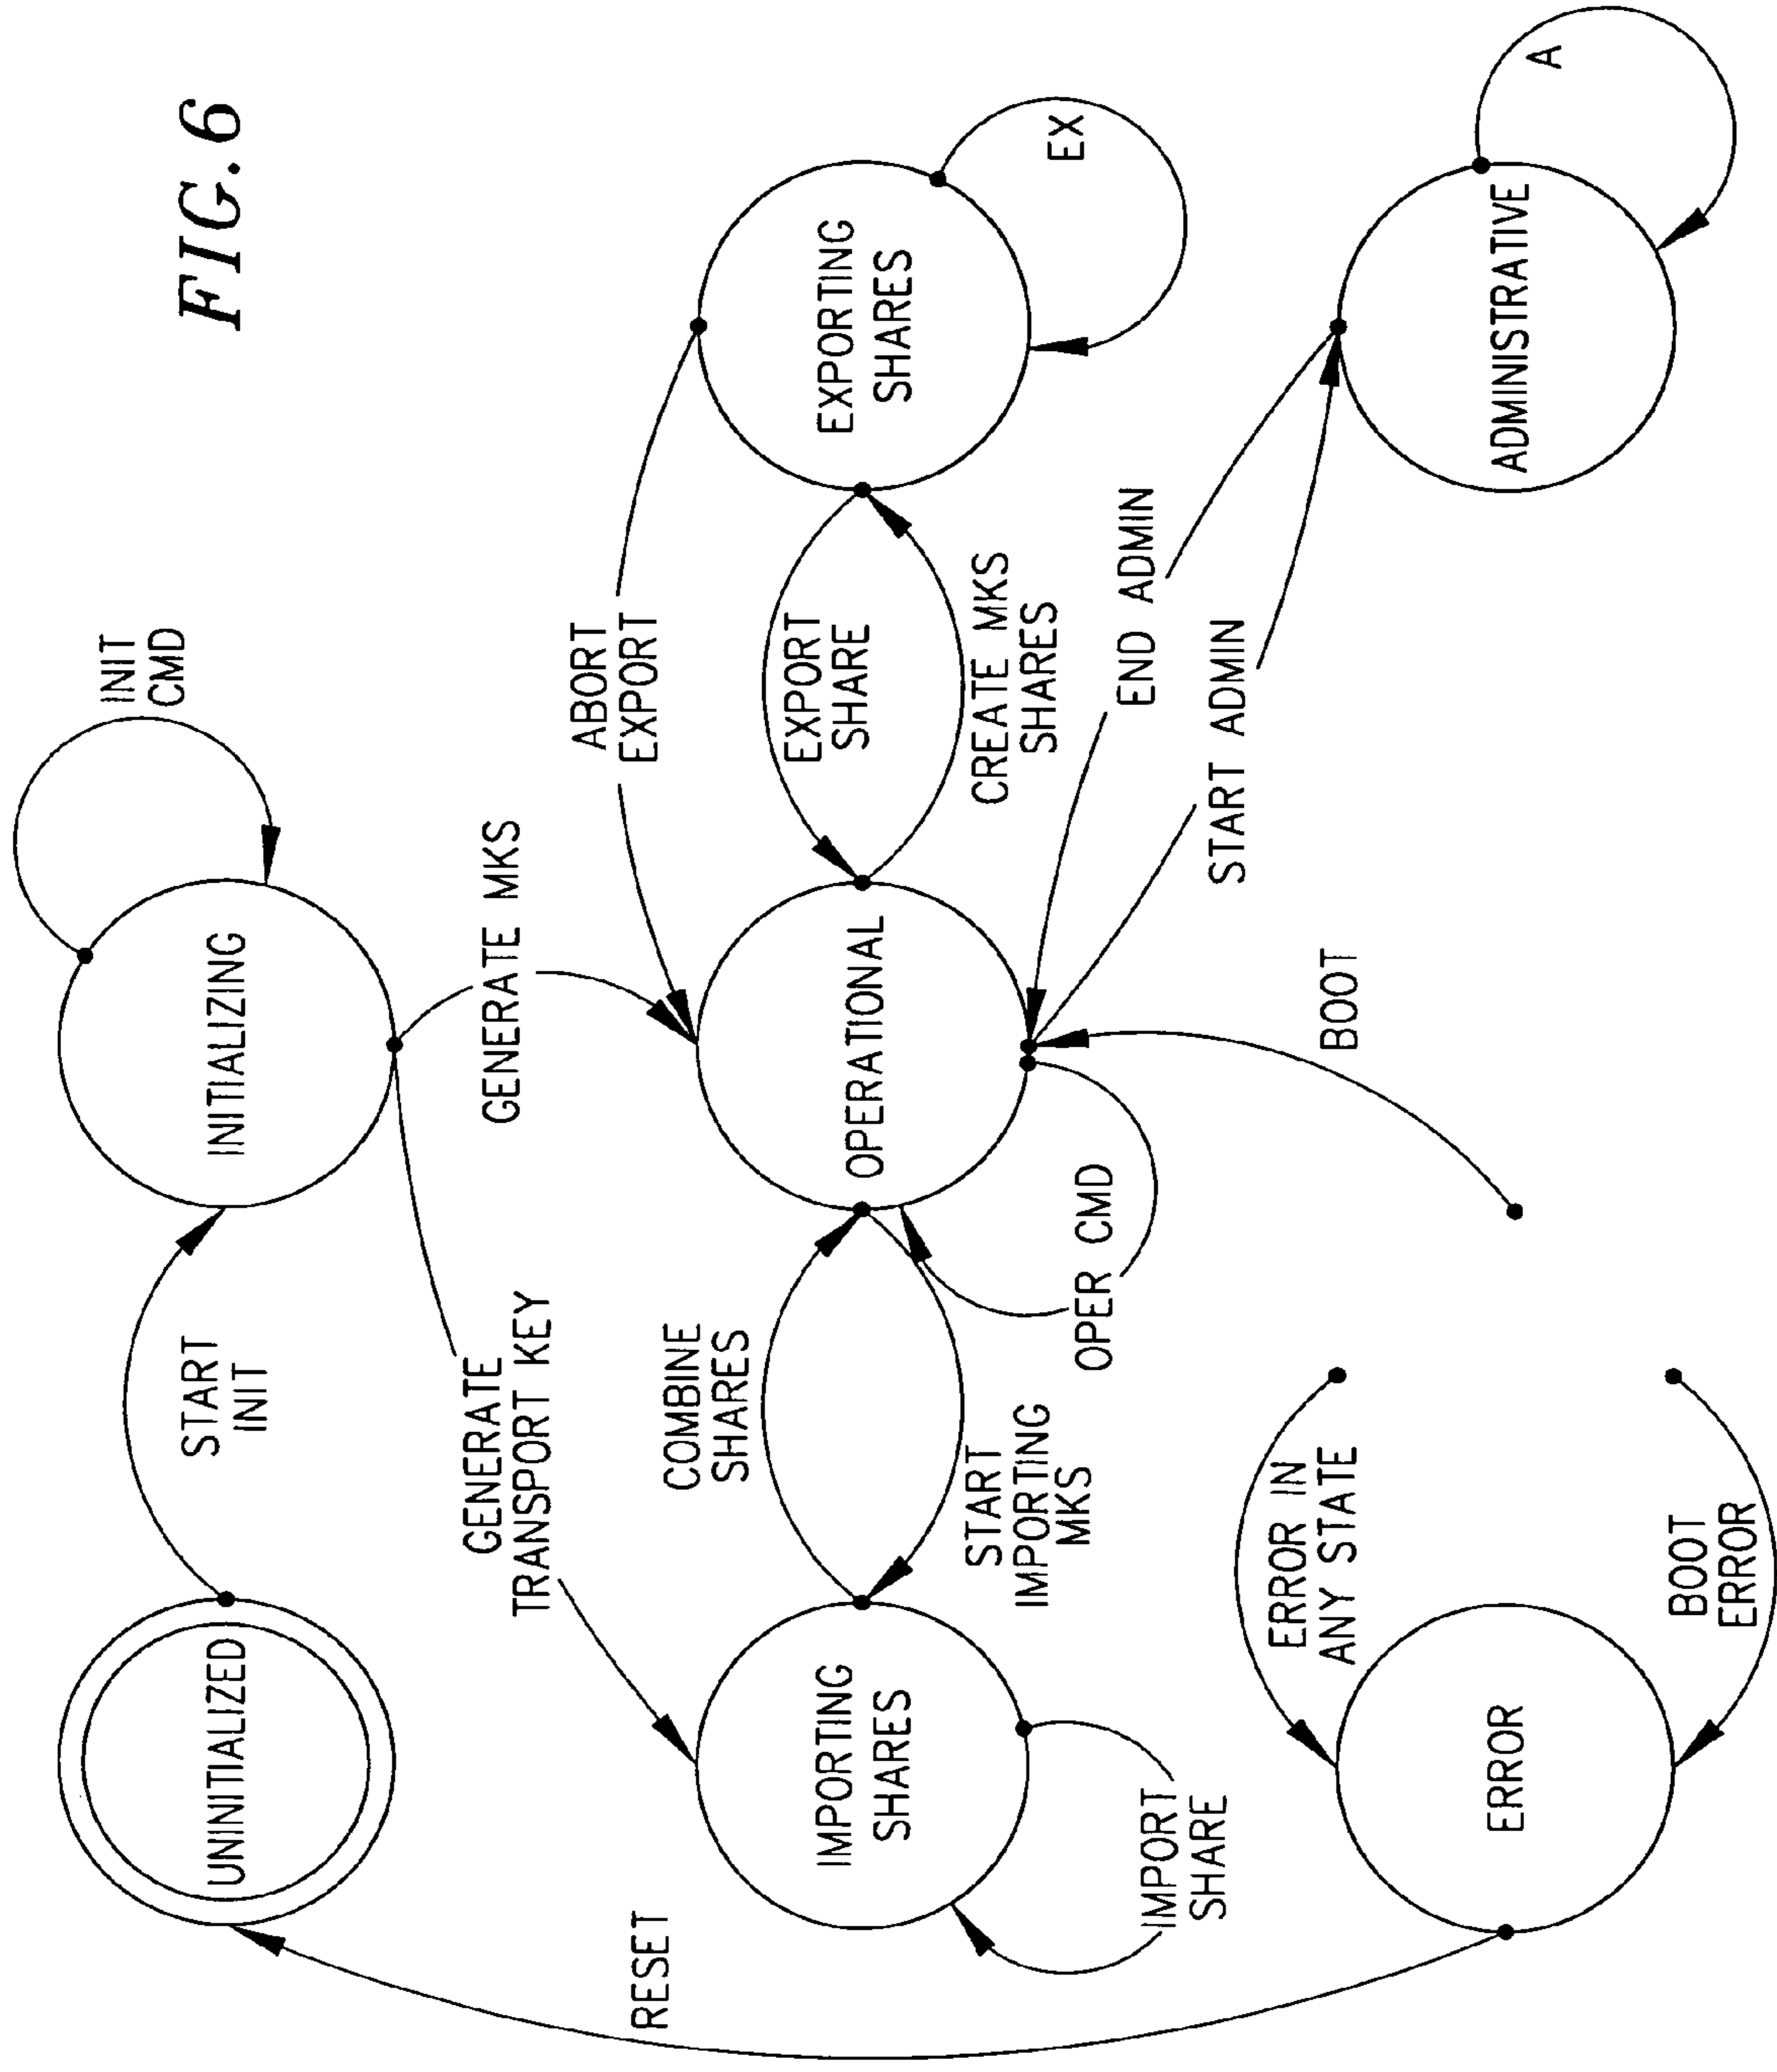 FIG.6
INIT
CMD
START
INIT
UNINITIALIZED
INITIALIZING
GENERATE MKS
GENERATE
TRANSPORT KEY
ABORT
EXPORT
RESET
COMBINE
SHARES
EXPORT
SHARE
IMPORTING
SHARES
OPERATIONAL
EXPORTING
SHARES
START
IMPORTING
MKS
CREATE MKS
SHARES
EX
OPER CMD
END ADMIN
IMPORT
SHARE
START ADMIN
ERROR IN
ANY STATE
BOOT
ERROR
ADMINISTRATIVE
A
BOOT
ERROR